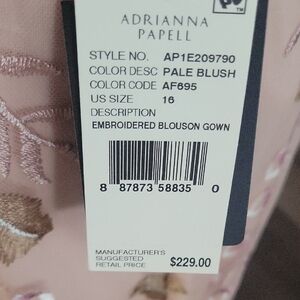 ADRIANNA
PAPELL
STYLE NO. AP1E209790
COLOR DESC PALE BLUSH
COLOR CODE AF695
US SIZE 16
DESCRIPTION
EMBROIDERED BLOUSON GOWN
8 87873 58835 0
MANUFACTURER'S
SUGGESTED
RETAIL PRICE $229.00